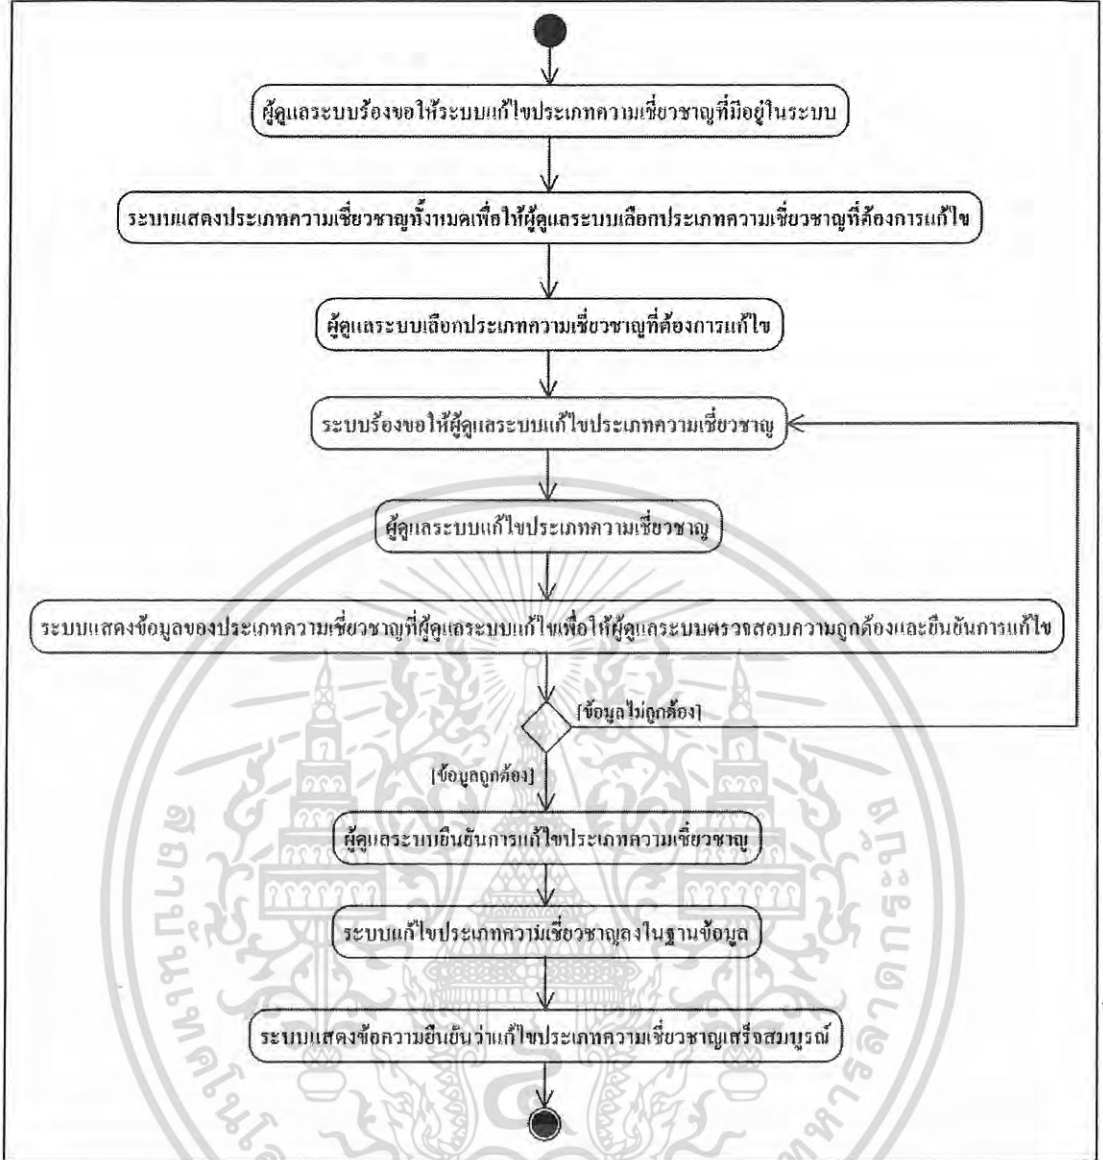 ผู้ดูแลระบบร้องขอให้ระบบแก้ไขประเภทความเชี่ยวชาญที่มีอยู่ในระบบ
ระบบแสดงประเภทความเชี่ยวชาญทั้งหมดเพื่อให้ผู้ดูแลระบบเลือกประเภทความเชี่ยวชาญที่ต้องการแก้ไข
ผู้ดูแลระบบเลือกประเภทความเชี่ยวชาญที่ต้องการแก้ไข
ระบบร้องขอให้ผู้ดูแลระบบแก้ไขประเภทความเชี่ยวชาญ
ผู้ดูแลระบบแก้ไขประเภทความเชี่ยวชาญ
ระบบแสดงข้อมูลของประเภทความเชี่ยวชาญที่ผู้ดูแลระบบแก้ไขเพื่อให้ผู้ดูแลระบบตรวจสอบความถูกต้องและยืนยันการแก้ไข
[ข้อมูลไม่ถูกต้อง]
[ข้อมูลถูกต้อง]
ผู้ดูแลระบบยืนยันการแก้ไขประเภทความเชี่ยวชาญ
ระบบแก้ไขประเภทความเชี่ยวชาญลงในฐานข้อมูล
ระบบแสดงข้อความยืนยันว่าแก้ไขประเภทความเชี่ยวชาญเสร็จสมบูรณ์